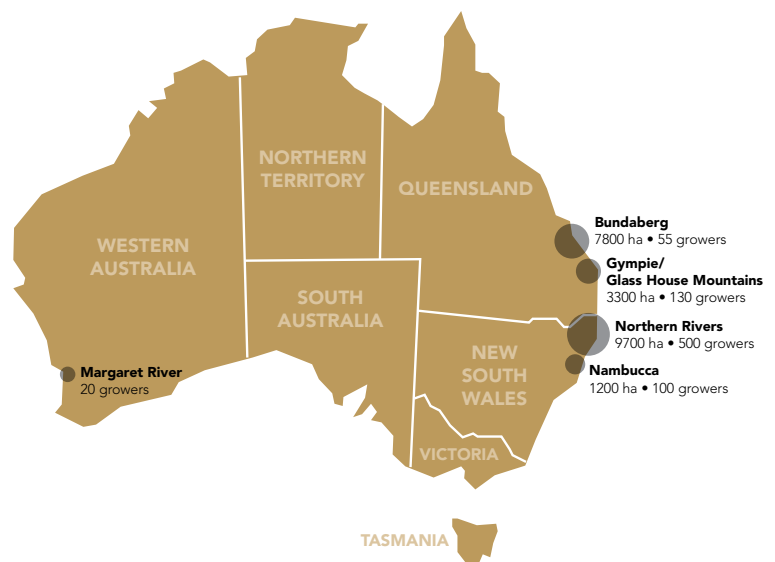 NORTHERN
TERRITORY
QUEENSLAND
WESTERN
AUSTRALIA
SOUTH
AUSTRALIA
NEW
SOUTH
WALES
VICTORIA
TASMANIA
Bundaberg
7800 ha • 55 growers
Gympie/
Glass House Mountains
3300 ha • 130 growers
Northern Rivers
9700 ha • 500 growers
Nambucca
1200 ha • 100 growers
Margaret River
20 growers